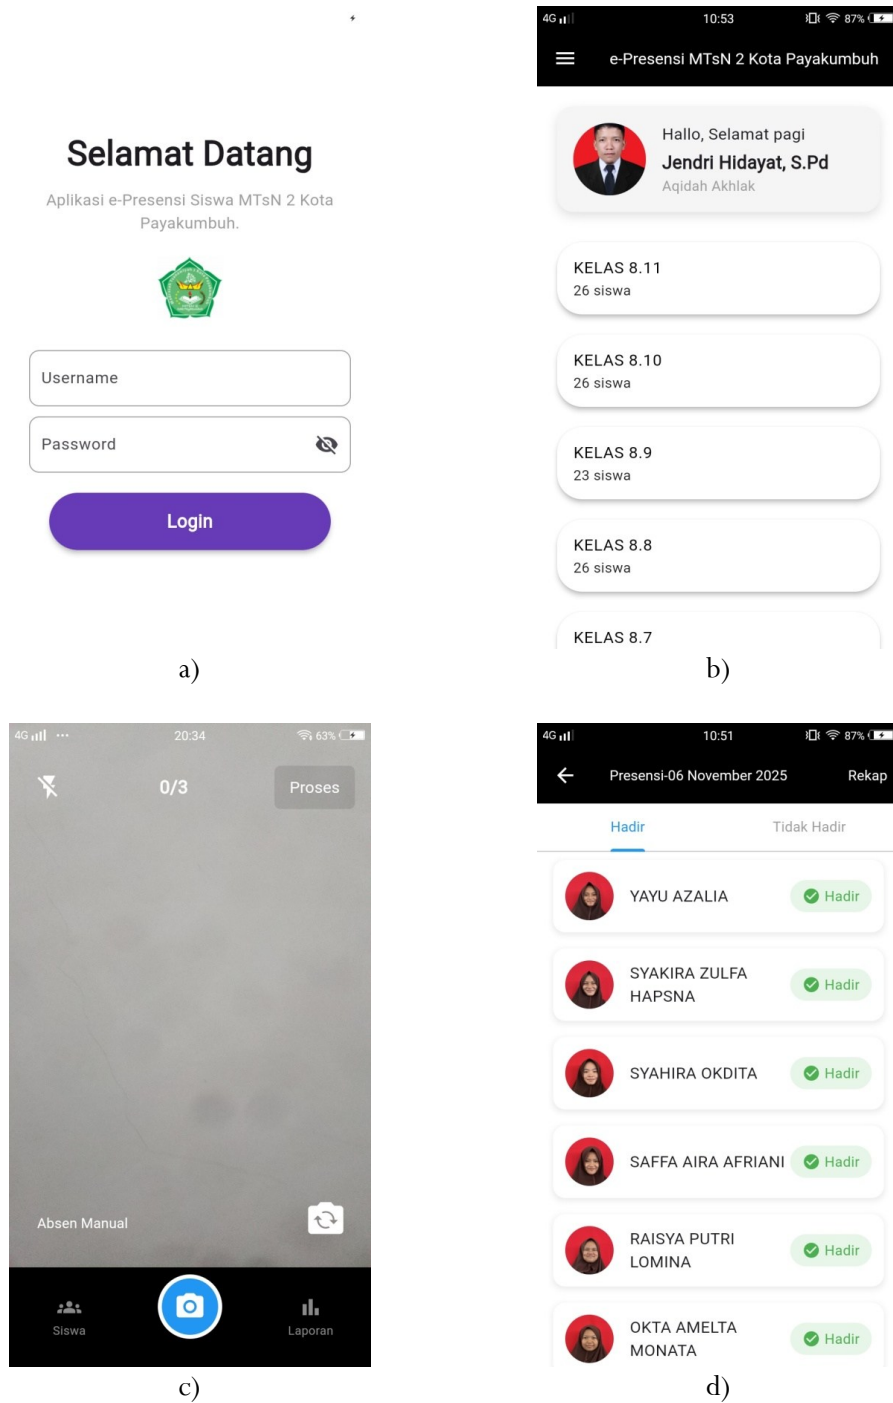 Selamat Datang
Aplikasi e-Presensi Siswa MTsN 2 Kota
Payakumbuh.
Username
Password
Login
a)
4G 10:53 87%
e-Presensi MTsN 2 Kota Payakumbuh
Hallo, Selamat pagi
Jendri Hidayat, S.Pd
Aqidah Akhlak
KELAS 8.11
26 siswa
KELAS 8.10
26 siswa
KELAS 8.9
23 siswa
KELAS 8.8
26 siswa
KELAS 8.7
b)
4G ... 20:34 63%
0/3 Proses
Absen Manual
Siswa Laporan
c)
4G 10:51 87%
Presensi-06 November 2025 Rekap
Hadir Tidak Hadir
YAYU AZALIA Hadir
SYAKIRA ZULFA
HAPSNA Hadir
SYAHIRA OKDITA Hadir
SAFFA AIRA AFRIANI Hadir
RAISYA PUTRI
LOMINA Hadir
OKTA AMELTA
MONATA Hadir
d)